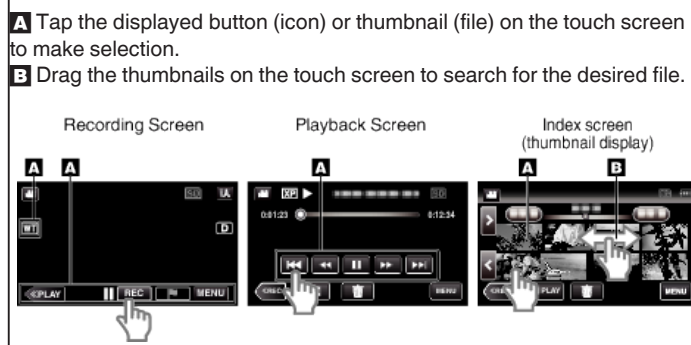 A Tap the displayed button (icon) or thumbnail (file) on the touch screen
to make selection.
B Drag the thumbnails on the touch screen to search for the desired file.
Recording Screen
Playback Screen
Index screen
(thumbnail display)
A A
A
A B
XP
SD
0:01:23
0:12:34
W T
D
≪PLAY
REC
MENU
≪REC
MENU
PLAY
MENU